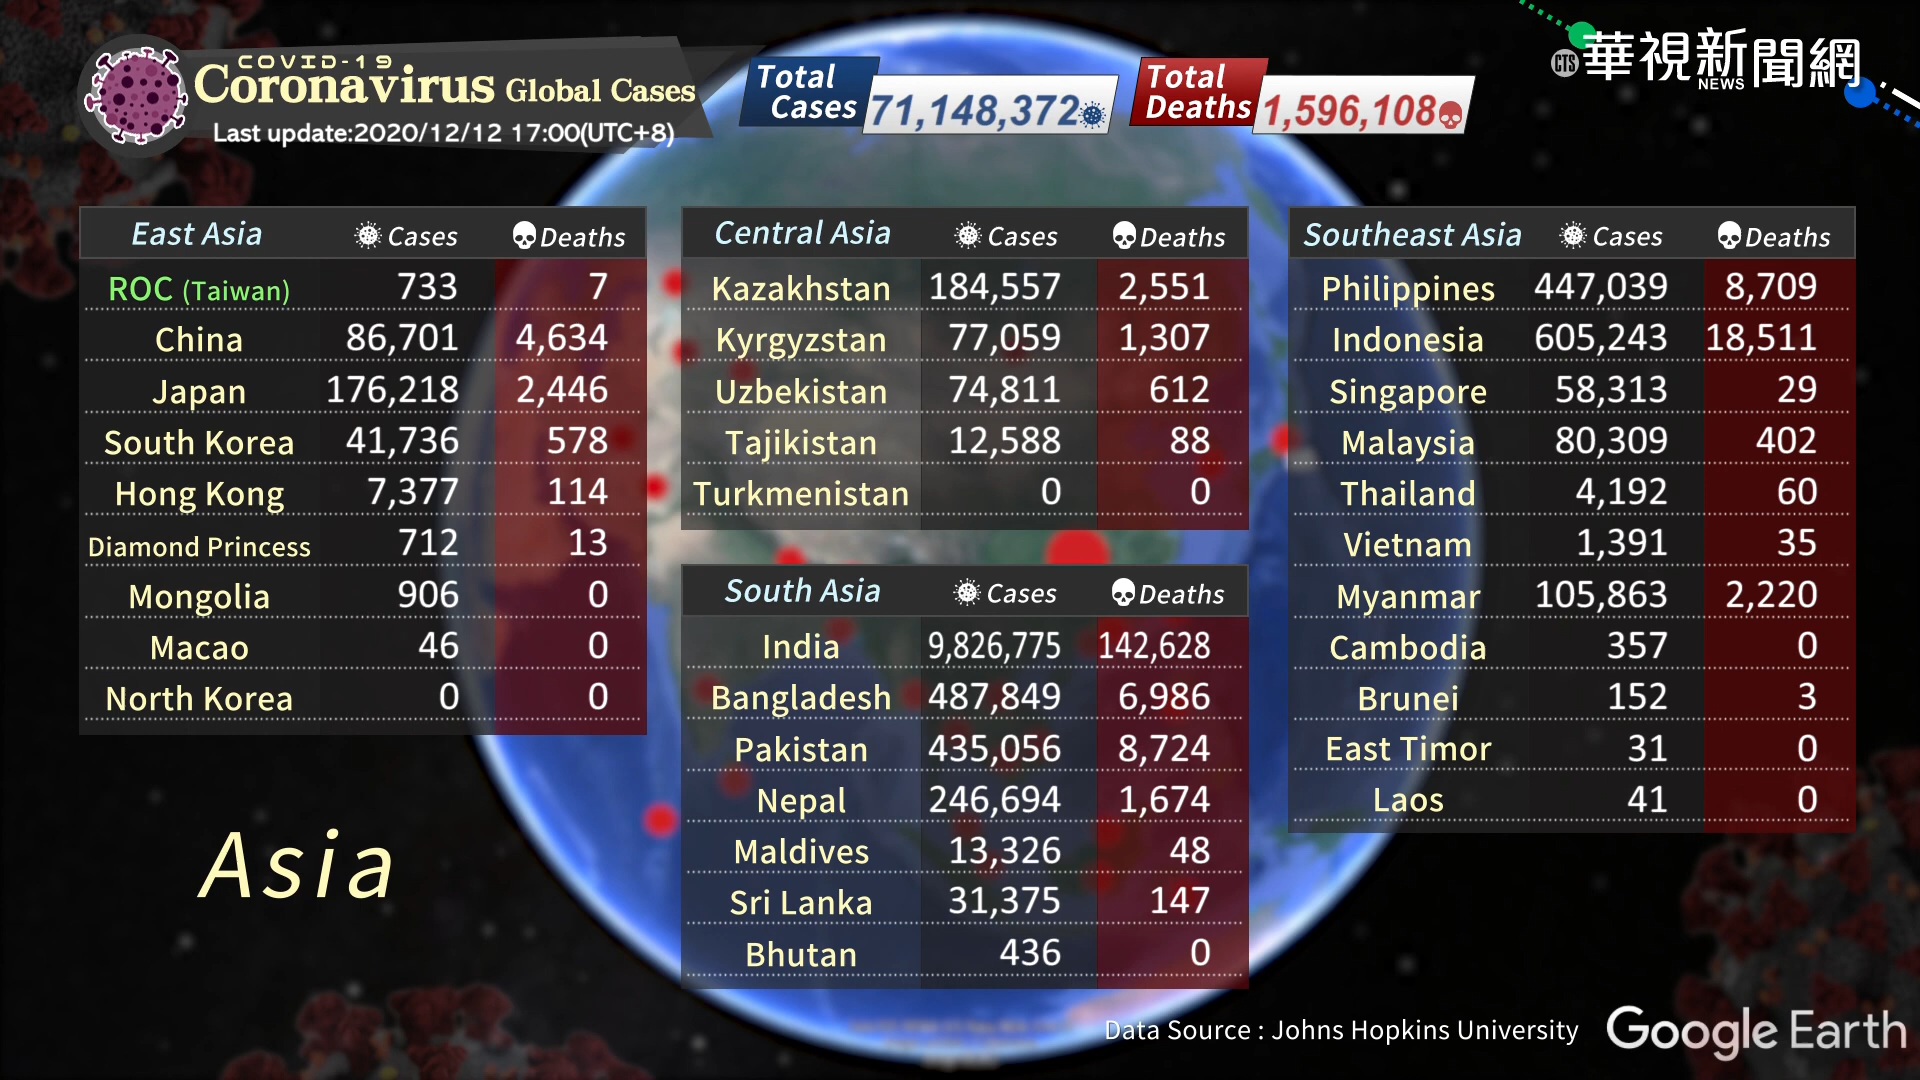 COVID-19
Coronavirus Global Cases
Last update:2020/12/12 17:00(UTC+8)
Total Cases 71,148,372
Total Deaths 1,596,108
CTS 華視新聞網
NEWS
East Asia Cases Deaths
ROC (Taiwan) 733 7
China 86,701 4,634
Japan 176,218 2,446
South Korea 41,736 578
Hong Kong 7,377 114
Diamond Princess 712 13
Mongolia 906 0
Macao 46 0
North Korea 0 0
Central Asia Cases Deaths
Kazakhstan 184,557 2,551
Kyrgyzstan 77,059 1,307
Uzbekistan 74,811 612
Tajikistan 12,588 88
Turkmenistan 0 0
South Asia Cases Deaths
India 9,826,775 142,628
Bangladesh 487,849 6,986
Pakistan 435,056 8,724
Nepal 246,694 1,674
Maldives 13,326 48
Sri Lanka 31,375 147
Bhutan 436 0
Southeast Asia Cases Deaths
Philippines 447,039 8,709
Indonesia 605,243 18,511
Singapore 58,313 29
Malaysia 80,309 402
Thailand 4,192 60
Vietnam 1,391 35
Myanmar 105,863 2,220
Cambodia 357 0
Brunei 152 3
East Timor 31 0
Laos 41 0
Asia
Data Source : Johns Hopkins University
Google Earth